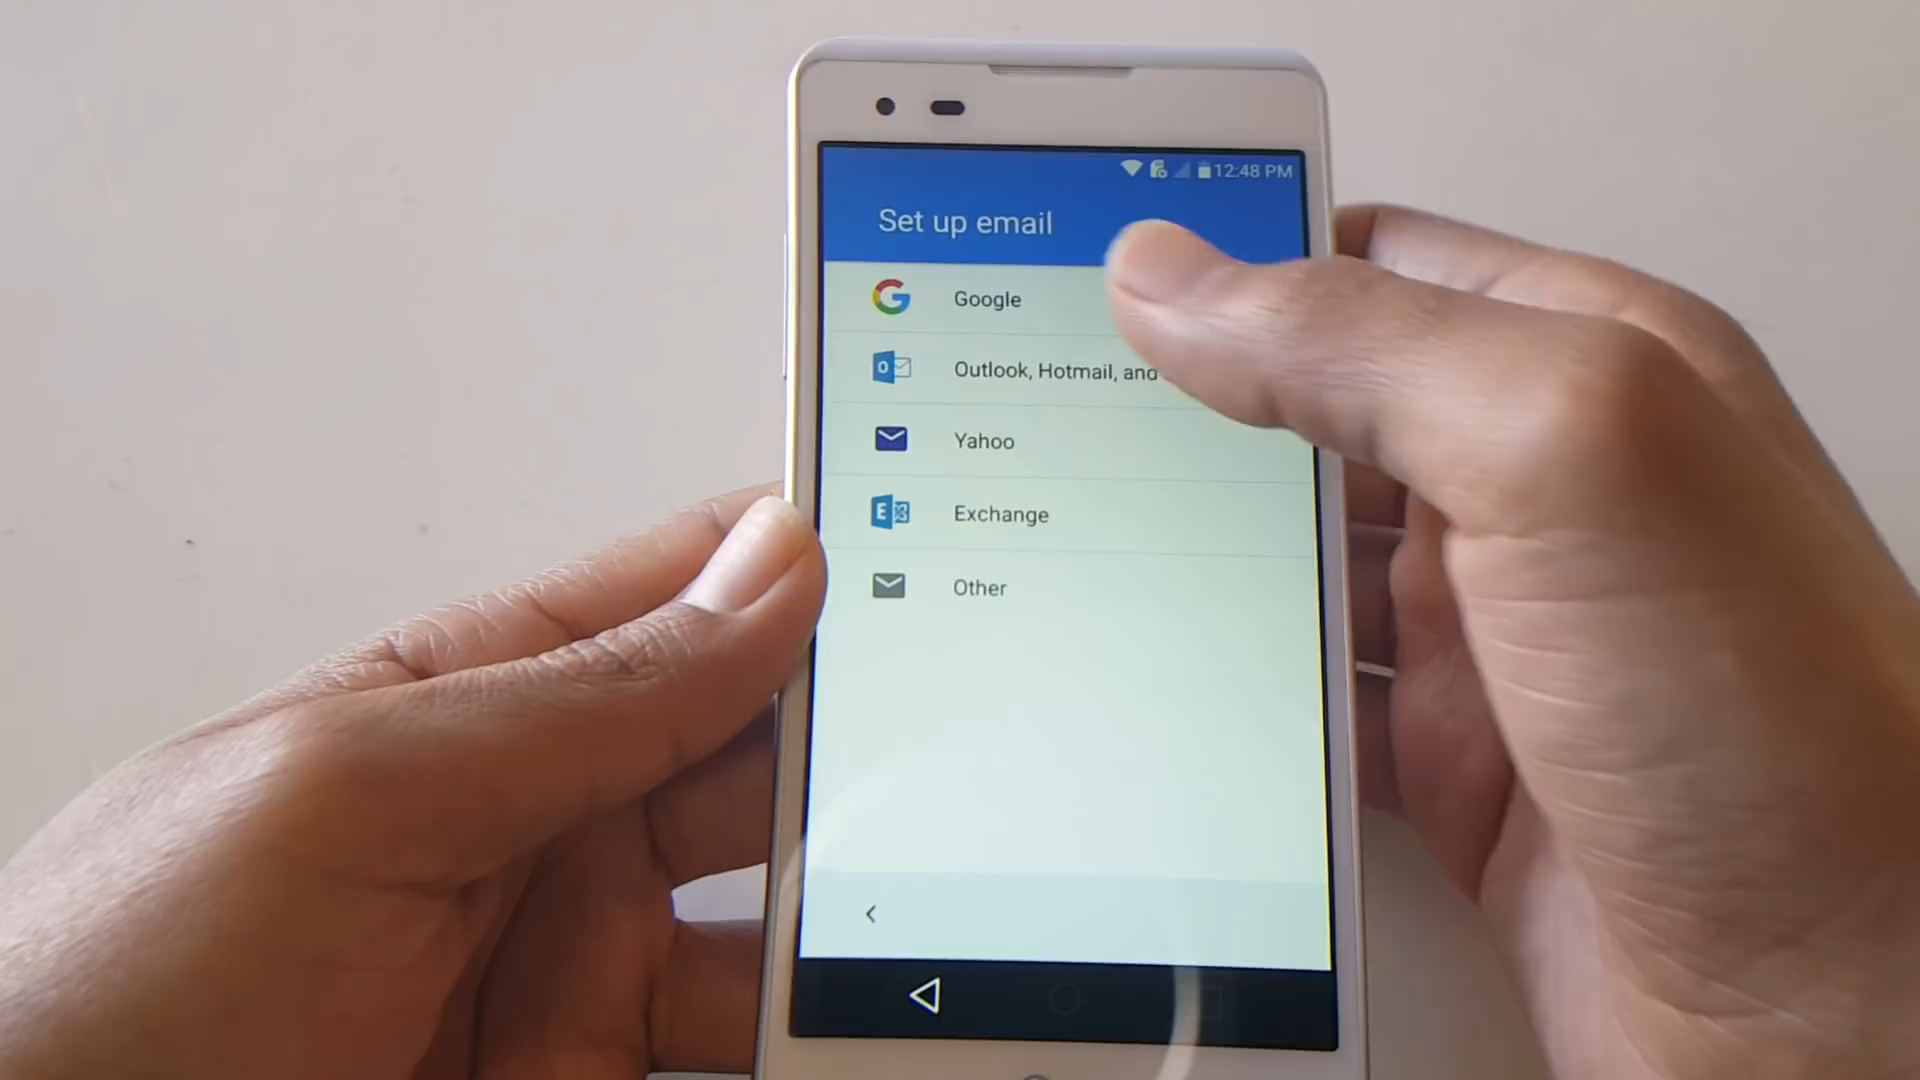 12:48 PM
Set up email
Google
Outlook, Hotmail, and
Yahoo
Exchange
Other